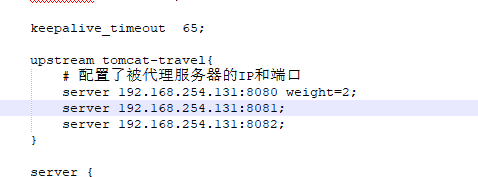 keepalive_timeout  65;
upstream tomcat-travel{
# 配置了被代理服务器的IP和端口
server 192.168.254.131:8080 weight=2;
server 192.168.254.131:8081;
server 192.168.254.131:8082;
}
server {